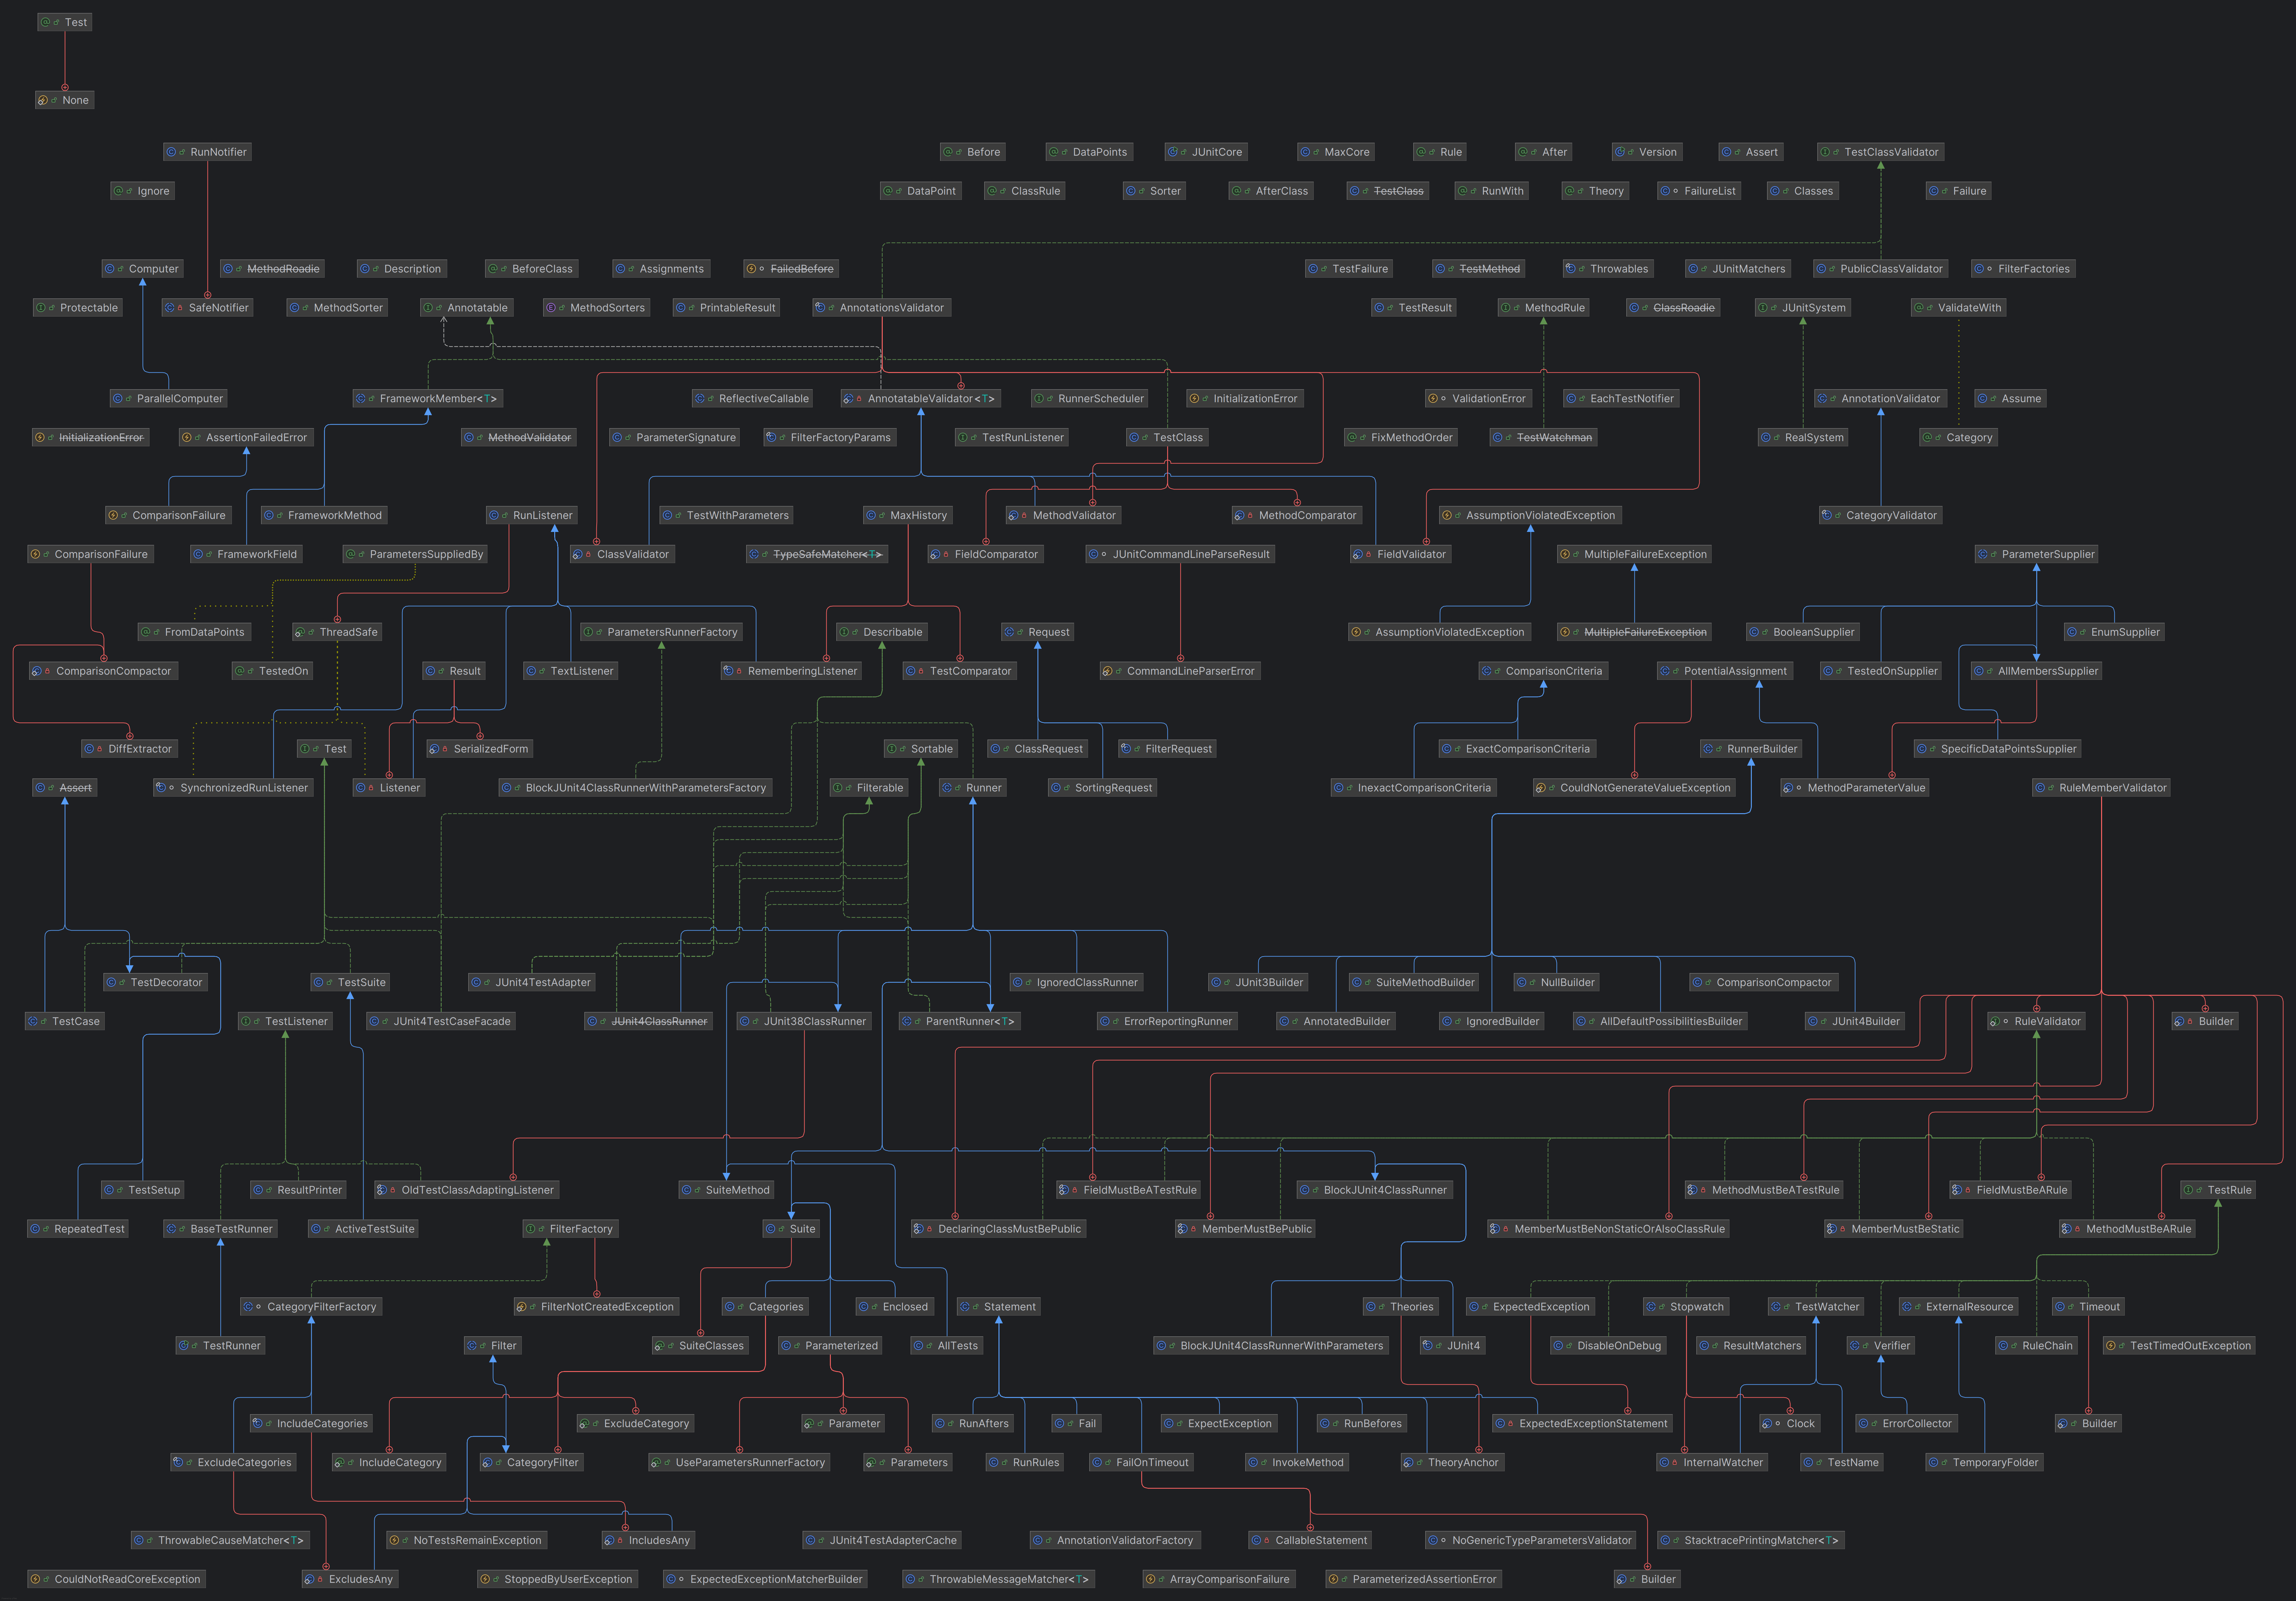 Test
None
RunNotifier
Before
DataPoints
JUnitCore
MaxCore
Rule
After
Version
Assert
TestClassValidator
Ignore
DataPoint
ClassRule
Sorter
AfterClass
TestClass
RunWith
Theory
FailureList
Classes
Failure
Computer
MethodRoadie
Description
BeforeClass
Assignments
FailedBefore
TestFailure
TestMethod
Throwables
JUnitMatchers
PublicClassValidator
FilterFactories
Protectable
SafeNotifier
MethodSorter
Annotatable
MethodSorters
PrintableResult
AnnotationsValidator
TestResult
MethodRule
ClassRoadie
JUnitSystem
ValidateWith
ParallelComputer
FrameworkMember<T>
ReflectiveCallable
AnnotatableValidator<T>
RunnerScheduler
InitializationError
ValidationError
EachTestNotifier
AnnotationValidator
Assume
InitializationError
AssertionFailedError
MethodValidator
ParameterSignature
FilterFactoryParams
TestRunListener
TestClass
FixMethodOrder
TestWatchman
RealSystem
Category
ComparisonFailure
FrameworkMethod
RunListener
TestWithParameters
MaxHistory
MethodValidator
MethodComparator
AssumptionViolatedException
CategoryValidator
ComparisonFailure
FrameworkField
ParametersSuppliedBy
ClassValidator
TypeSafeMatcher<T>
FieldComparator
JUnitCommandLineParseResult
FieldValidator
MultipleFailureException
ParameterSupplier
FromDataPoints
ThreadSafe
ParametersRunnerFactory
Describable
Request
AssumptionViolatedException
MultipleFailureException
BooleanSupplier
EnumSupplier
ComparisonCompactor
TestedOn
Result
TextListener
RememberingListener
TestComparator
CommandLineParserError
ComparisonCriteria
PotentialAssignment
TestedOnSupplier
AllMembersSupplier
DiffExtractor
Test
SerializedForm
Sortable
ClassRequest
FilterRequest
ExactComparisonCriteria
RunnerBuilder
SpecificDataPointsSupplier
Assert
SynchronizedRunListener
Listener
BlockJUnit4ClassRunnerWithParametersFactory
Filterable
Runner
SortingRequest
InexactComparisonCriteria
CouldNotGenerateValueException
MethodParameterValue
RuleMemberValidator
TestDecorator
TestSuite
JUnit4TestAdapter
IgnoredClassRunner
JUnit3Builder
SuiteMethodBuilder
NullBuilder
ComparisonCompactor
TestCase
TestListener
JUnit4TestCaseFacade
JUnit4ClassRunner
JUnit38ClassRunner
ParentRunner<T>
ErrorReportingRunner
AnnotatedBuilder
IgnoredBuilder
AllDefaultPossibilitiesBuilder
JUnit4Builder
RuleValidator
Builder
TestSetup
ResultPrinter
OldTestClassAdaptingListener
SuiteMethod
FieldMustBeATestRule
BlockJUnit4ClassRunner
MethodMustBeATestRule
FieldMustBeARule
TestRule
RepeatedTest
BaseTestRunner
ActiveTestSuite
FilterFactory
Suite
DeclaringClassMustBePublic
MemberMustBePublic
MemberMustBeNonStaticOrAlsoClassRule
MemberMustBeStatic
MethodMustBeARule
CategoryFilterFactory
FilterNotCreatedException
Categories
Enclosed
Statement
Theories
ExpectedException
Stopwatch
TestWatcher
ExternalResource
Timeout
TestRunner
Filter
SuiteClasses
Parameterized
AllTests
BlockJUnit4ClassRunnerWithParameters
JUnit4
DisableOnDebug
ResultMatchers
Verifier
RuleChain
TestTimedOutException
IncludeCategories
ExcludeCategory
Parameter
RunAfters
Fail
ExpectException
RunBefores
ExpectedExceptionStatement
Clock
ErrorCollector
Builder
ExcludeCategories
IncludeCategory
CategoryFilter
UseParametersRunnerFactory
Parameters
RunRules
FailOnTimeout
InvokeMethod
TheoryAnchor
InternalWatcher
TestName
TemporaryFolder
ThrowableCauseMatcher<T>
NoTestsRemainException
IncludesAny
JUnit4TestAdapterCache
AnnotationValidatorFactory
CallableStatement
NoGenericTypeParametersValidator
StacktracePrintingMatcher<T>
CouldNotReadCoreException
ExcludesAny
StoppedByUserException
ExpectedExceptionMatcherBuilder
ThrowableMessageMatcher<T>
ArrayComparisonFailure
ParameterizedAssertionError
Builder